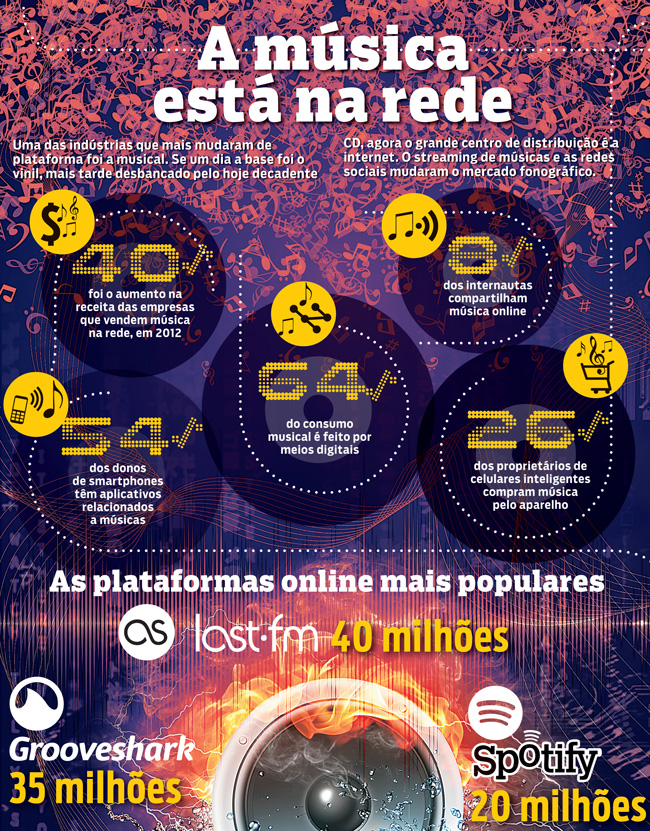 A música
está na rede
Uma das indústrias que mais mudaram de
plataforma foi a musical. Se um dia a base foi o
vinil, mais tarde desbancado pelo hoje decadente
CD, agora o grande centro de distribuição é a
internet. O streaming de músicas e as redes
sociais mudaram o mercado fonográfico.
40%
foi o aumento na
receita das empresas
que vendem música
na rede, em 2012
dos internautas
compartilham
música online
64%
do consumo
musical é feito por
meios digitais
54%
dos donos
de smartphones
têm aplicativos
relacionados
a músicas
26%
dos proprietários de
celulares inteligentes
compram música
pelo aparelho
As plataformas online mais populares
as last.fm 40 milhões
Grooveshark
35 milhões
Spotify
20 milhões